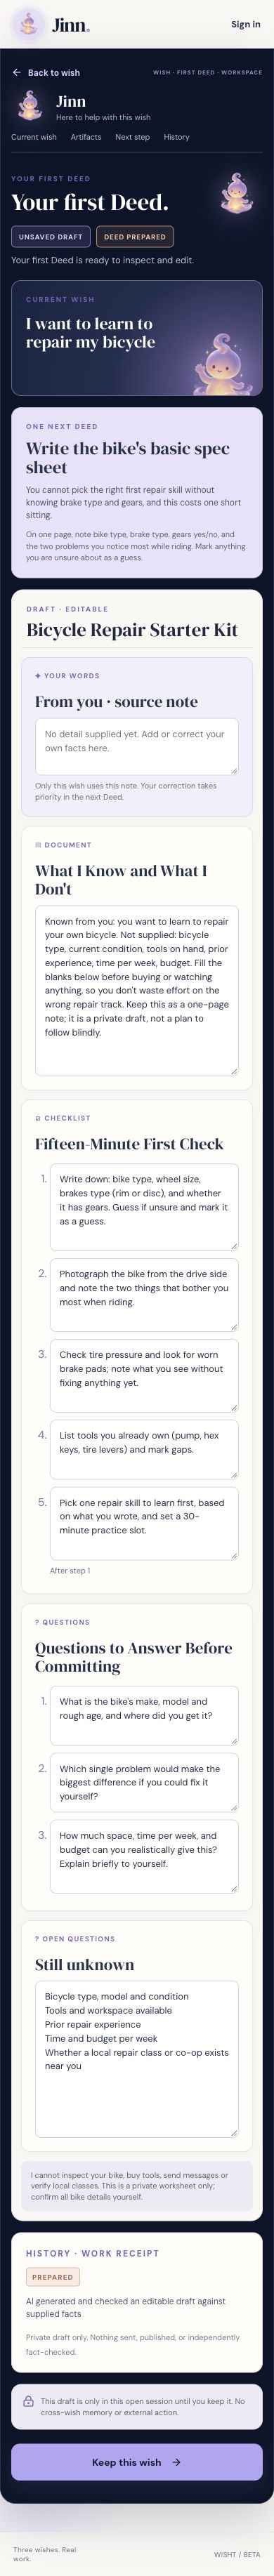 Jinn.
Sign in
← Back to wish
WISH · FIRST DEED · WORKSPACE
Jinn
Here to help with this wish
Current wish Artifacts Next step History
YOUR FIRST DEED
Your first Deed.
UNSAVED DRAFT
DEED PREPARED
Your first Deed is ready to inspect and edit.
CURRENT WISH
I want to learn to
repair my bicycle
ONE NEXT DEED
Write the bike's basic spec
sheet
You cannot pick the right first repair skill without
knowing brake type and gears, and this costs one short
sitting.
On one page, note bike type, brake type, gears yes/no, and
the two problems you notice most while riding. Mark anything
you are unsure about as a guess.
DRAFT · EDITABLE
Bicycle Repair Starter Kit
✦ YOUR WORDS
From you · source note
No detail supplied yet. Add or correct your
own facts here.
Only this wish uses this note. Your correction takes
priority in the next Deed.
DOCUMENT
What I Know and What I
Don't
Known from you: you want to learn to repair
your own bicycle. Not supplied: bicycle
type, current condition, tools on hand, prior
experience, time per week, budget. Fill the
blanks below before buying or watching
anything, so you don't waste effort on the
wrong repair track. Keep this as a one-page
note; it is a private draft, not a plan to
follow blindly.
☑ CHECKLIST
Fifteen-Minute First Check
1. Write down: bike type, wheel size,
brakes type (rim or disc), and whether
it has gears. Guess if unsure and mark it
as a guess.
2. Photograph the bike from the drive side
and note the two things that bother you
most when riding.
3. Check tire pressure and look for worn
brake pads; note what you see without
fixing anything yet.
4. List tools you already own (pump, hex
keys, tire levers) and mark gaps.
5. Pick one repair skill to learn first, based
on what you wrote, and set a 30-
minute practice slot.
After step 1
? QUESTIONS
Questions to Answer Before
Committing
1. What is the bike's make, model and
rough age, and where did you get it?
2. Which single problem would make the
biggest difference if you could fix it
yourself?
3. How much space, time per week, and
budget can you realistically give this?
Explain briefly to yourself.
? OPEN QUESTIONS
Still unknown
Bicycle type, model and condition
Tools and workspace available
Prior repair experience
Time and budget per week
Whether a local repair class or co-op exists
near you
I cannot inspect your bike, buy tools, send messages or
verify local classes. This is a private worksheet only;
confirm all bike details yourself.
HISTORY · WORK RECEIPT
PREPARED
AI generated and checked an editable draft against
supplied facts
Private draft only. Nothing sent, published, or independently
fact-checked.
This draft is only in this open session until you keep it. No
cross-wish memory or external action.
Keep this wish →
Three wishes. Real
work.
WISHT / BETA